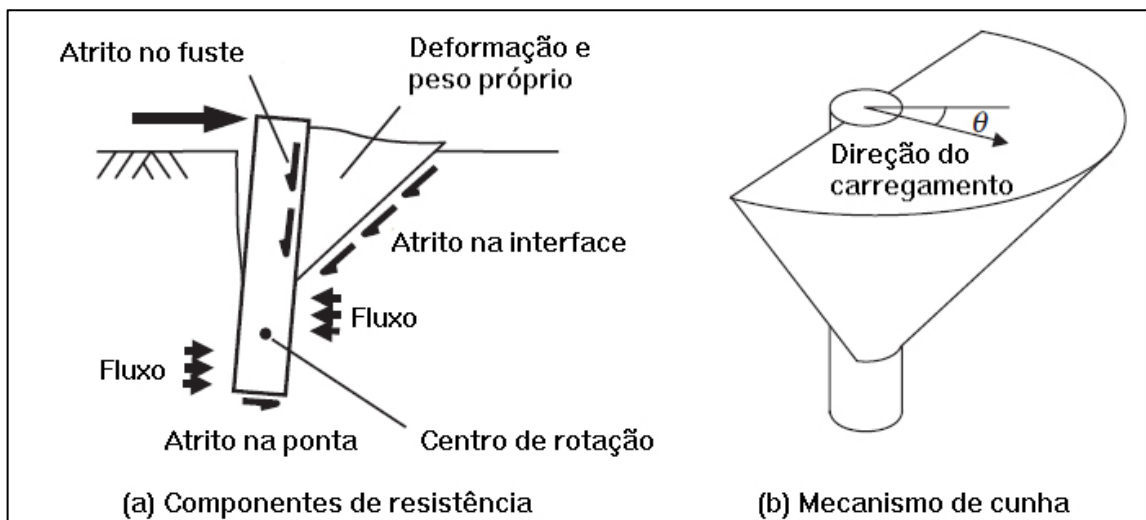 Atrito no fuste
Deformação e
peso próprio
Atrito na interface
Fluxo
Fluxo
Atrito na ponta
Centro de rotação
(a) Componentes de resistência
θ
Direção do
carregamento
(b) Mecanismo de cunha